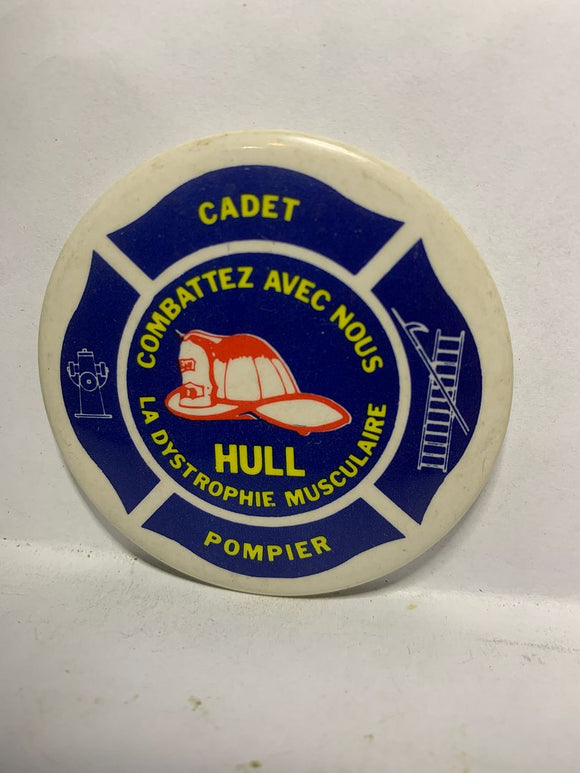 CADET
COMBATTEZ AVEC NOUS
HULL
LA DYSTROPHIE MUSCULAIRE
POMPIER